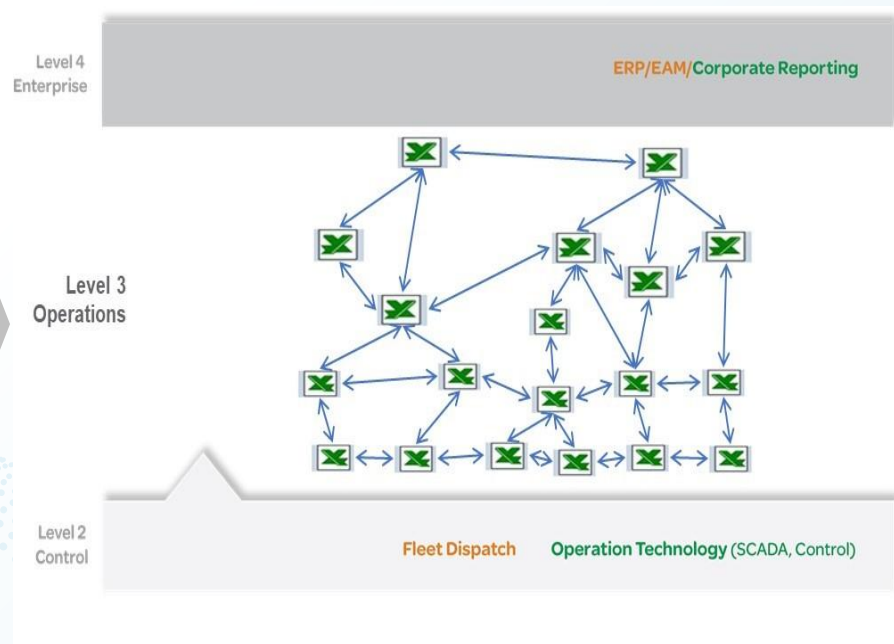 Level 4
Enterprise
ERP/EAM/Corporate Reporting
Level 3
Operations
Level 2
Control
Fleet Dispatch
Operation Technology (SCADA, Control)